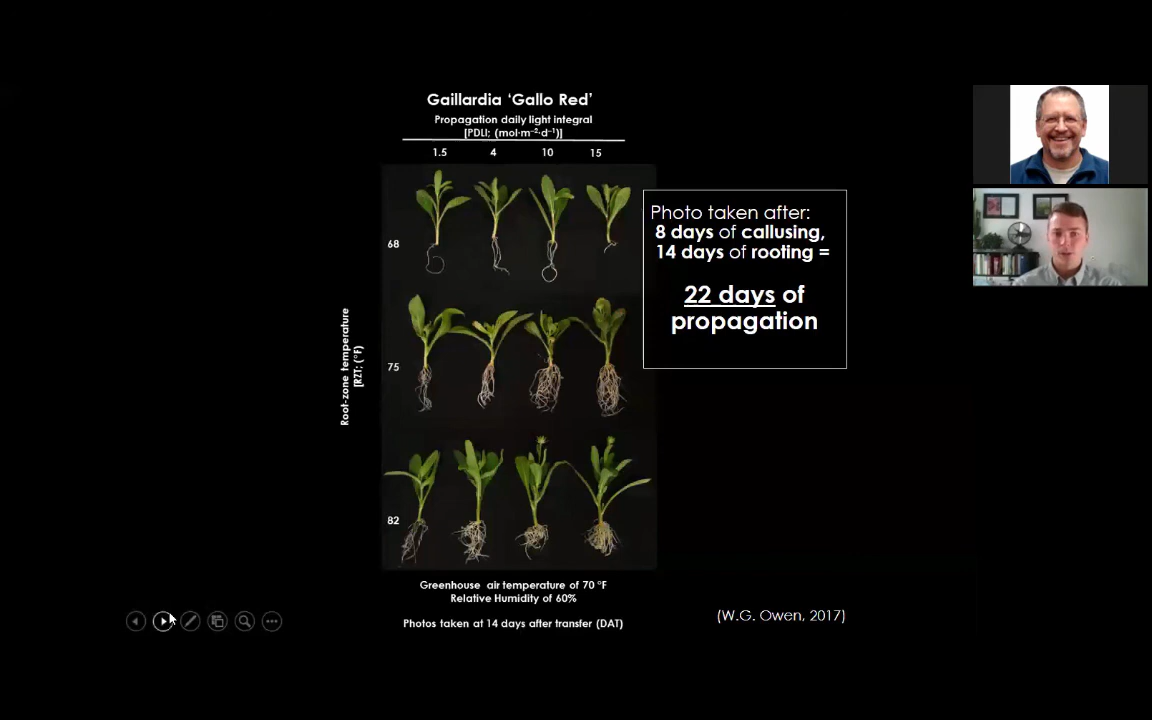 Gaillardia ‘Gallo Red’
Propagation daily light integral
[PDLI; (mol·m⁻²·d⁻¹)]
1.5 4 10 15
Root-zone temperature
[RZT; (°F)
68
75
82
Photo taken after:
8 days of callusing,
14 days of rooting =
22 days of
propagation
Greenhouse air temperature of 70 °F
Relative Humidity of 60%
Photos taken at 14 days after transfer (DAT)
(W.G. Owen, 2017)